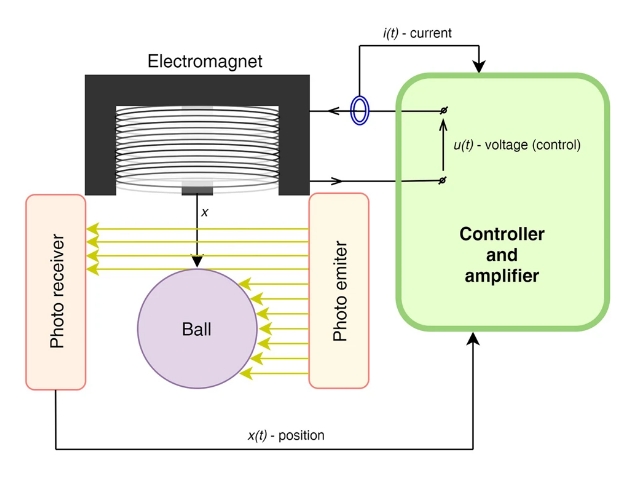 i(t) - current
Electromagnet
u(t) - voltage (control)
x
Controller
and
amplifier
Photo receiver
Photo emiter
Ball
x(t) - position